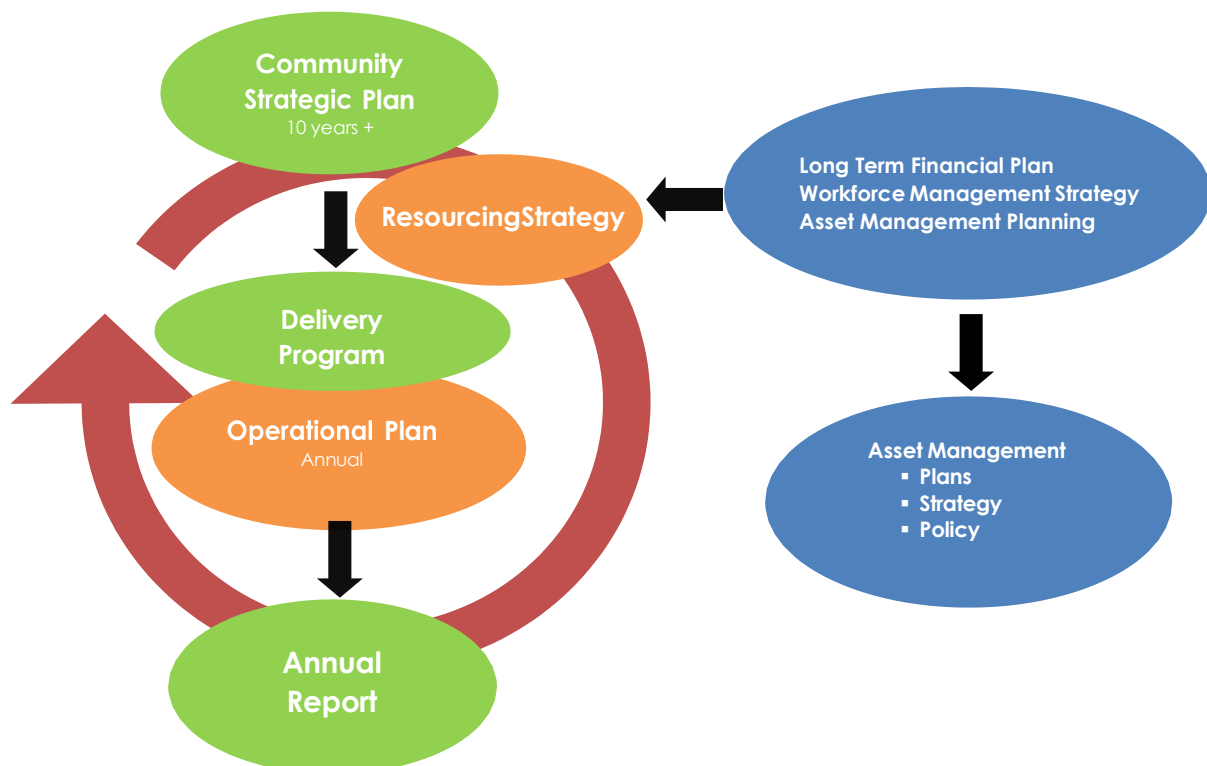 Community
Strategic Plan
10 years +
ResourcingStrategy
Long Term Financial Plan
Workforce Management Strategy
Asset Management Planning
Delivery
Program
Operational Plan
Annual
Asset Management
▪ Plans
▪ Strategy
▪ Policy
Annual
Report